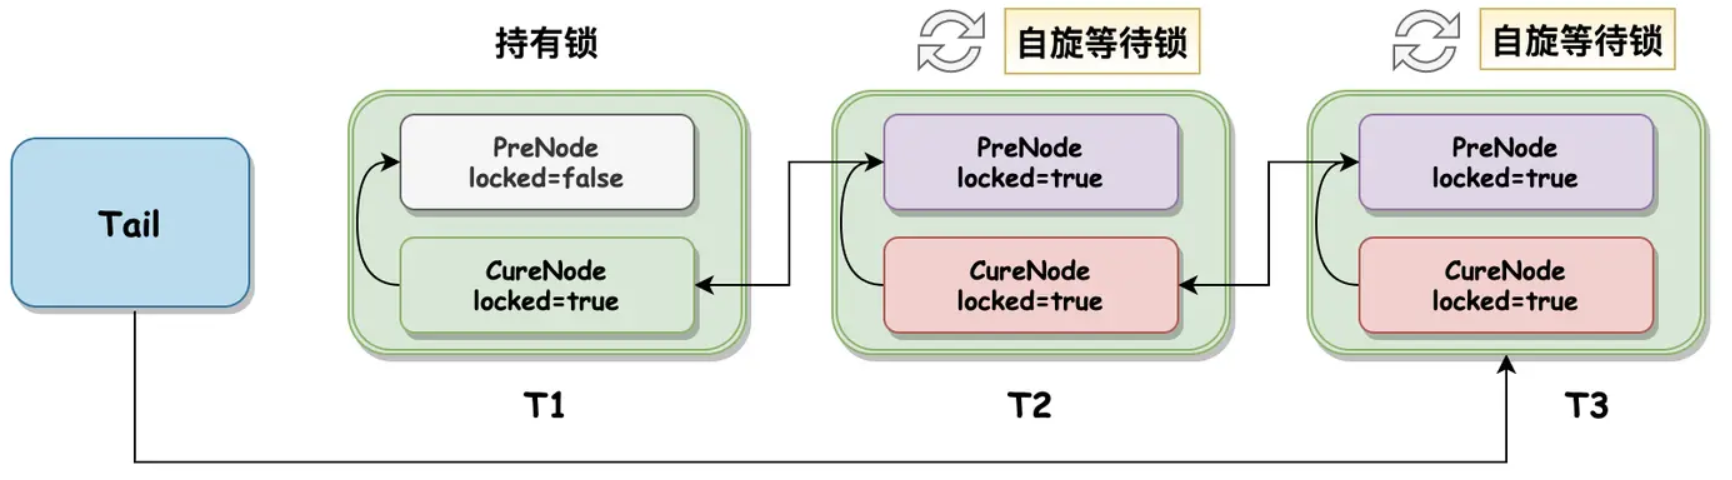 持有锁
自旋等待锁
自旋等待锁
Tail
PreNode
locked=false
CureNode
locked=true
PreNode
locked=true
CureNode
locked=true
PreNode
locked=true
CureNode
locked=true
T1
T2
T3